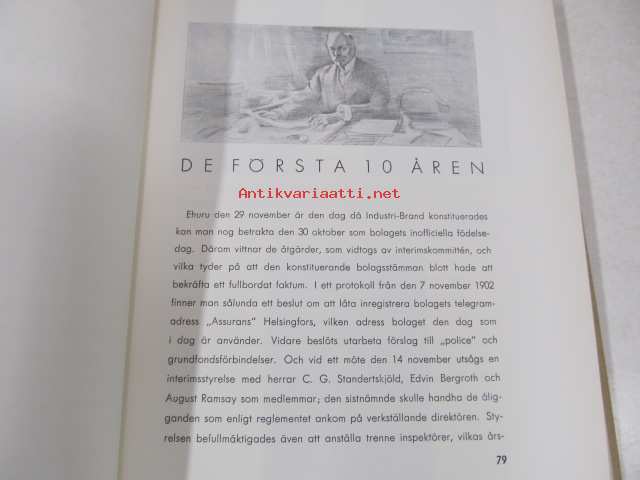 DE FÖRSTA 10 ÅREN
Antikvariaatti.net
Ehuru den 29 november är den dag då Industri-Brand konstituerades
kan man nog betrakta den 30 oktober som bolagets inofficiella födelse-
dag. Därom vittnar de åtgärder, som vidtogs av interimskommittén, och
vilka tyder på att den konstituerande bolagsstämman blott hade att
bekräfta ett fullbordat faktum. I ett protokoll från den 7 november 1902
finner man sålunda ett beslut om att låta inregistrera bolagets telegram-
adress „Assurans" Helsingfors, vilken adress bolaget den dag som
i dag är använder. Vidare beslöts utarbeta förslag till „police" och
grundfondsförbindelser. Och vid ett möte den 14 november utsågs en
interimsstyrelse med herrar C. G. Standertskjöld, Edvin Bergroth och
August Ramsay som medlemmar; den sistnämnde skulle handha de ålig-
ganden som enligt reglementet ankom på verkställande direktören. Sty-
relsen befullmäktigades även att anställa trenne inspektörer, vilkas års-
79